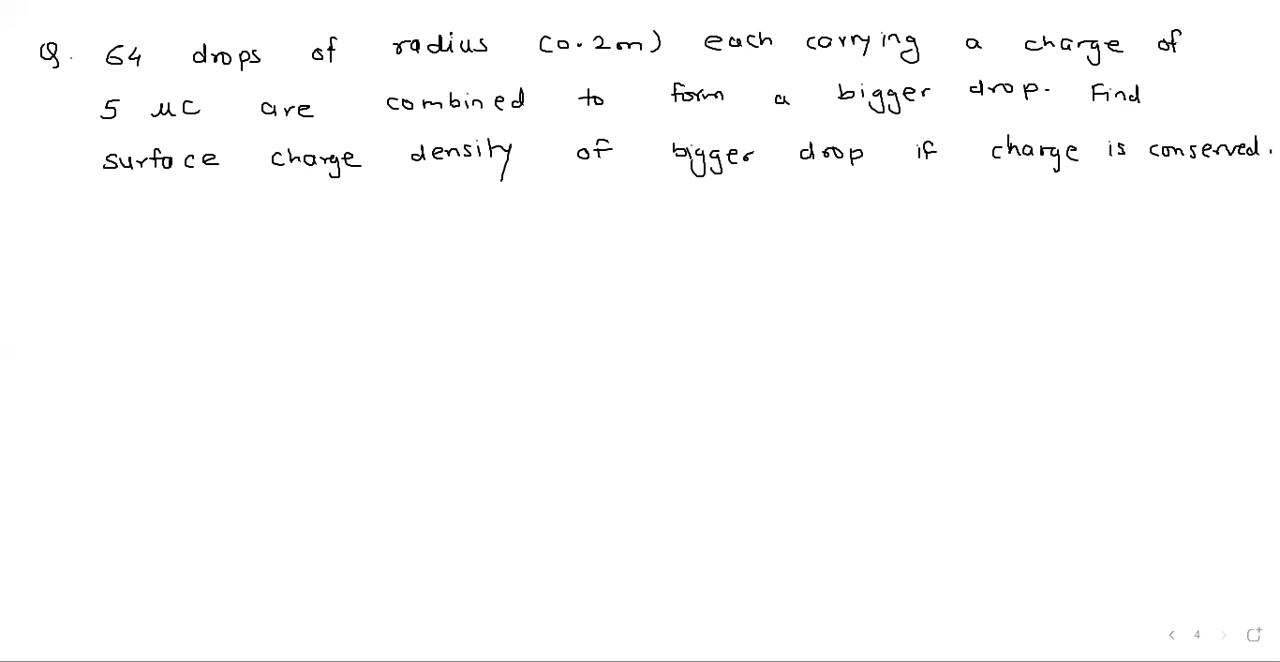 Q. 64 drops of radius (0.2m) each carrying a charge of
5 μC are combined to form a bigger drop. Find
surface charge density of bigger drop if charge is conserved.
< 4 >